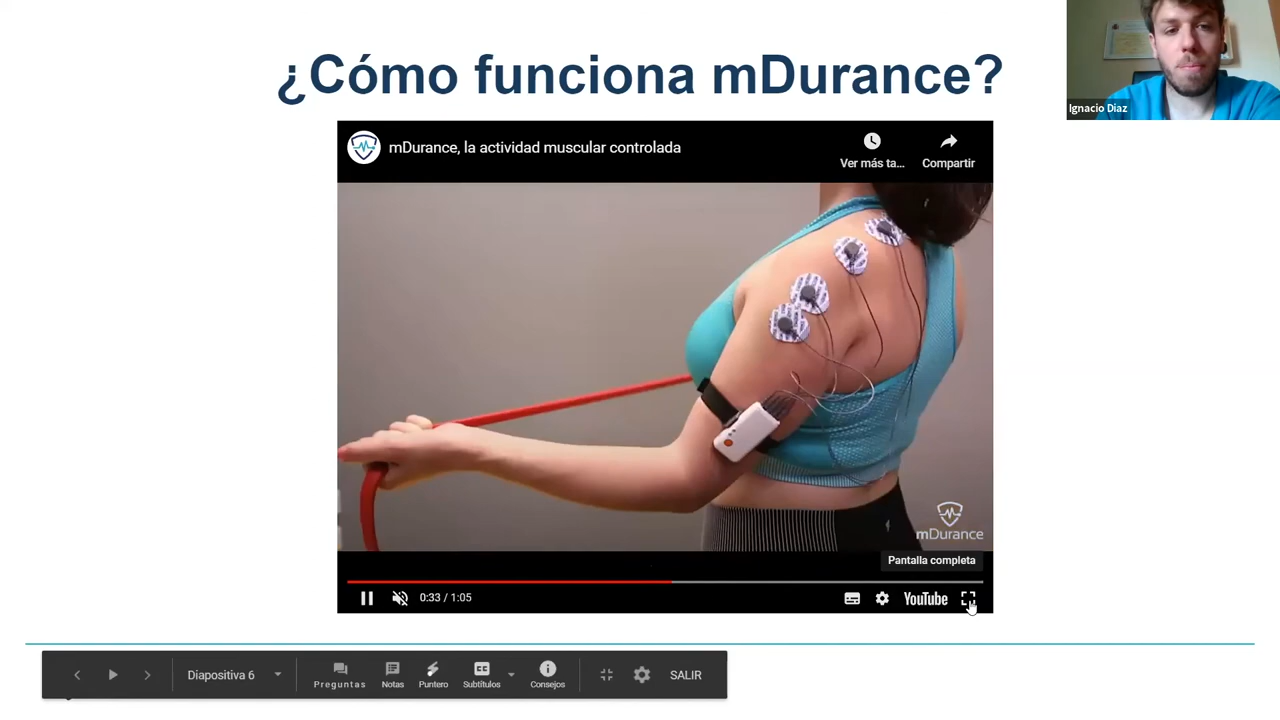 ¿Cómo funciona mDurance?
Ignacio Diaz
mDurance, la actividad muscular controlada
Ver más ta...
Compartir
mDurance
Pantalla completa
0:33 / 1:05
YouTube
Diapositiva 6
Preguntas
Notas
Puntero
Subtítulos
Consejos
SALIR